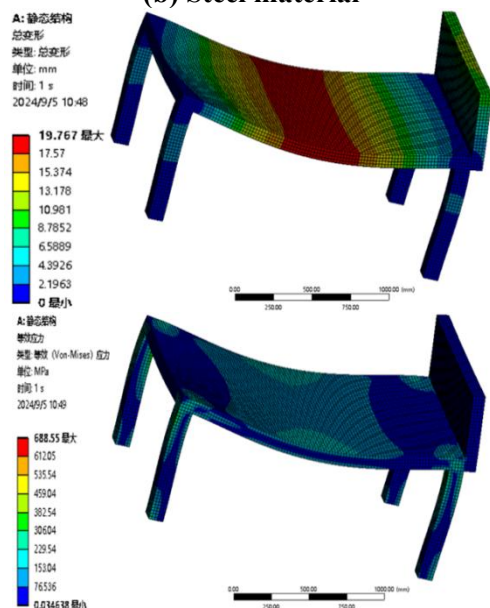 (b) Steel material
A: 静态结构
总变形
类型: 总变形
单位: mm
时间: 1 s
2024/9/5 10:48
19.767 最大
17.57
15.374
13.178
10.981
8.7852
6.5889
4.3926
2.1963
0 最小
0.00 500.00 1000.00 (mm)
250.00 750.00
A: 静态结构
等效应力
类型: 等效 (Von-Mises) 应力
单位: MPa
时间: 1 s
2024/9/5 10:49
688.55 最大
612.05
535.54
459.04
382.54
306.04
229.54
153.04
76.536
0.034638 最小
0.00 500.00 1000.00 (mm)
250.00 750.00